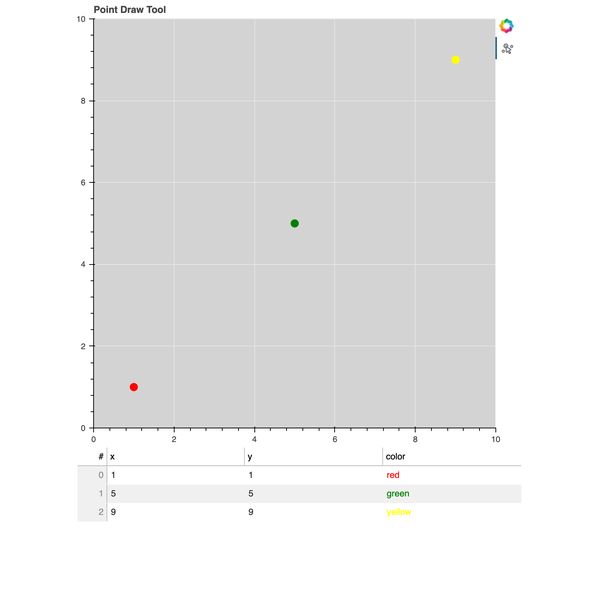 Point Draw Tool
10
8
6
4
2
0
0 2 4 6 8 10
# x y color
0 1 1 red
1 5 5 green
2 9 9 yellow